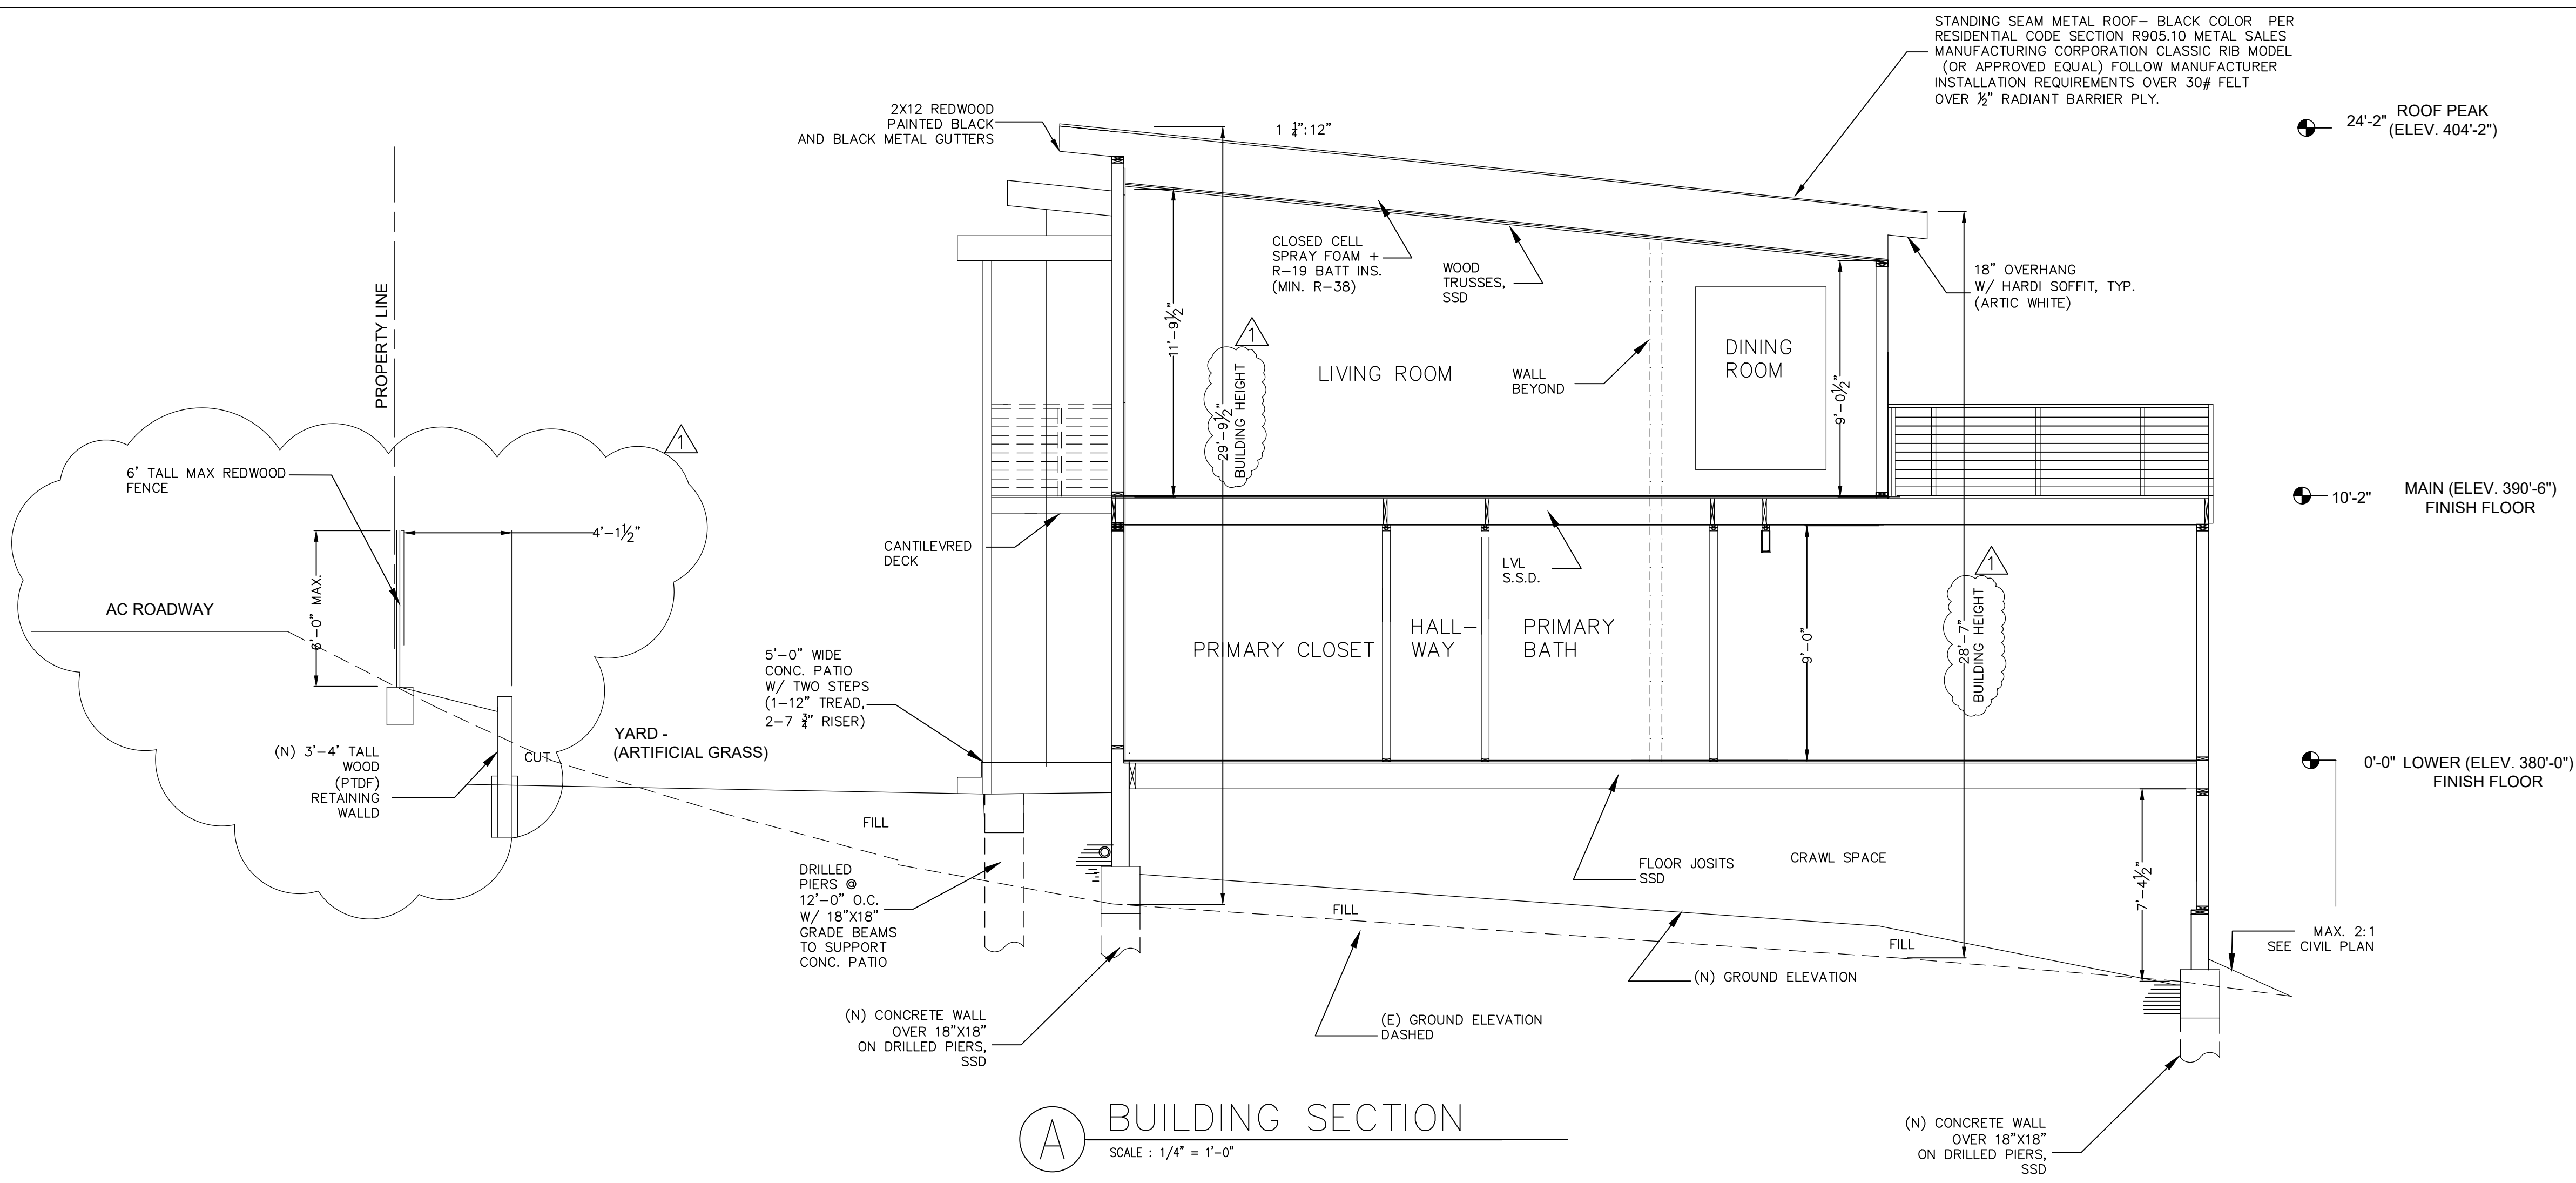 STANDING SEAM METAL ROOF– BLACK COLOR PER
RESIDENTIAL CODE SECTION R905.10 METAL SALES
MANUFACTURING CORPORATION CLASSIC RIB MODEL
(OR APPROVED EQUAL) FOLLOW MANUFACTURER
INSTALLATION REQUIREMENTS OVER 30# FELT
OVER ½" RADIANT BARRIER PLY.
2X12 REDWOOD
PAINTED BLACK
AND BLACK METAL GUTTERS
1 ¼":12"
24'-2" ROOF PEAK
(ELEV. 404'-2")
PROPERTY LINE
CLOSED CELL
SPRAY FOAM +
R–19 BATT INS.
(MIN. R–38)
WOOD
TRUSSES,
SSD
18" OVERHANG
W/ HARDI SOFFIT, TYP.
(ARTIC WHITE)
11'–9½"
1
29'–9½"
BUILDING HEIGHT
LIVING ROOM
WALL
BEYOND
DINING
ROOM
9'–0½"
1
6' TALL MAX REDWOOD
FENCE
4'–1½"
6'–0" MAX.
AC ROADWAY
10'-2"
MAIN (ELEV. 390'-6")
FINISH FLOOR
CANTILEVRED
DECK
LVL
S.S.D.
1
28'–7"
BUILDING HEIGHT
PRIMARY CLOSET
HALL–
WAY
PRIMARY
BATH
9'–0"
5'–0" WIDE
CONC. PATIO
W/ TWO STEPS
(1–12" TREAD,
2–7 ¾" RISER)
YARD -
(ARTIFICIAL GRASS)
CUT
(N) 3'–4' TALL
WOOD
(PTDF)
RETAINING
WALLD
0'-0" LOWER (ELEV. 380'-0")
FINISH FLOOR
FILL
DRILLED
PIERS @
12'–0" O.C.
W/ 18"X18"
GRADE BEAMS
TO SUPPORT
CONC. PATIO
FLOOR JOSITS
SSD
CRAWL SPACE
7'–4½"
FILL
FILL
MAX. 2:1
SEE CIVIL PLAN
(N) GROUND ELEVATION
(E) GROUND ELEVATION
DASHED
(N) CONCRETE WALL
OVER 18"X18"
ON DRILLED PIERS,
SSD
A
BUILDING SECTION
SCALE : 1/4" = 1'–0"
(N) CONCRETE WALL
OVER 18"X18"
ON DRILLED PIERS,
SSD